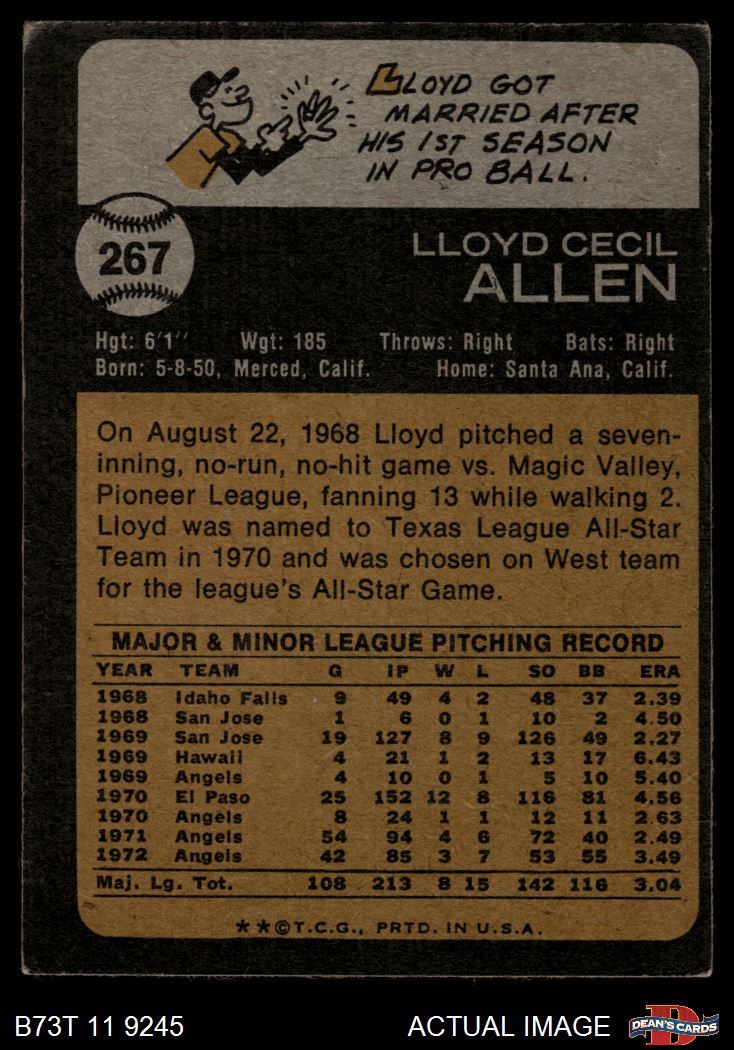 LLOYD GOT
MARRIED AFTER
HIS 1ST SEASON
IN PRO BALL.
267
LLOYD CECIL
ALLEN
Hgt: 6'1'' Wgt: 185 Throws: Right Bats: Right
Born: 5-8-50, Merced, Calif. Home: Santa Ana, Calif.
On August 22, 1968 Lloyd pitched a seven-
inning, no-run, no-hit game vs. Magic Valley,
Pioneer League, fanning 13 while walking 2.
Lloyd was named to Texas League All-Star
Team in 1970 and was chosen on West team
for the league's All-Star Game.
MAJOR & MINOR LEAGUE PITCHING RECORD
YEAR TEAM G IP W L SO BB ERA
1968 Idaho Falls 9 49 4 2 48 37 2.39
1968 San Jose 1 6 0 1 10 2 4.50
1969 San Jose 19 127 8 9 126 49 2.27
1969 Hawaii 4 21 1 2 13 17 6.43
1969 Angels 4 10 0 1 5 10 5.40
1970 El Paso 25 152 12 8 116 81 4.56
1970 Angels 8 24 1 1 12 11 2.63
1971 Angels 54 94 4 6 72 40 2.49
1972 Angels 42 85 3 7 53 55 3.49
Maj. Lg. Tot. 108 213 8 15 142 116 3.04
**©T.C.G., PRTD. IN U.S.A.
B73T 11 9245 ACTUAL IMAGE DEAN'S CARDS